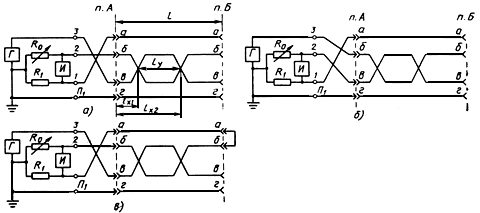 п. А l п. Б
3 а а
Г R₀ 2 б б
И lу
R₁ 1 в в
П₁ г г
lх1
а) lх2
п. А п. Б
3 а а
Г R₀ 2 б б
И
R₁ 1 в в
П₁ г г
б)
3 а а
Г R₀ 2 б б
И
R₁ 1 в в
П₁ г г
в)